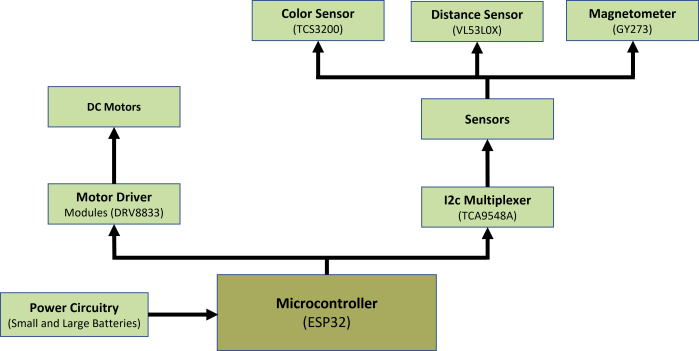 Color Sensor
(TCS3200)
Distance Sensor
(VL53L0X)
Magnetometer
(GY273)
DC Motors
Sensors
Motor Driver
Modules (DRV8833)
I2c Multiplexer
(TCA9548A)
Power Circuitry
(Small and Large Batteries)
Microcontroller
(ESP32)